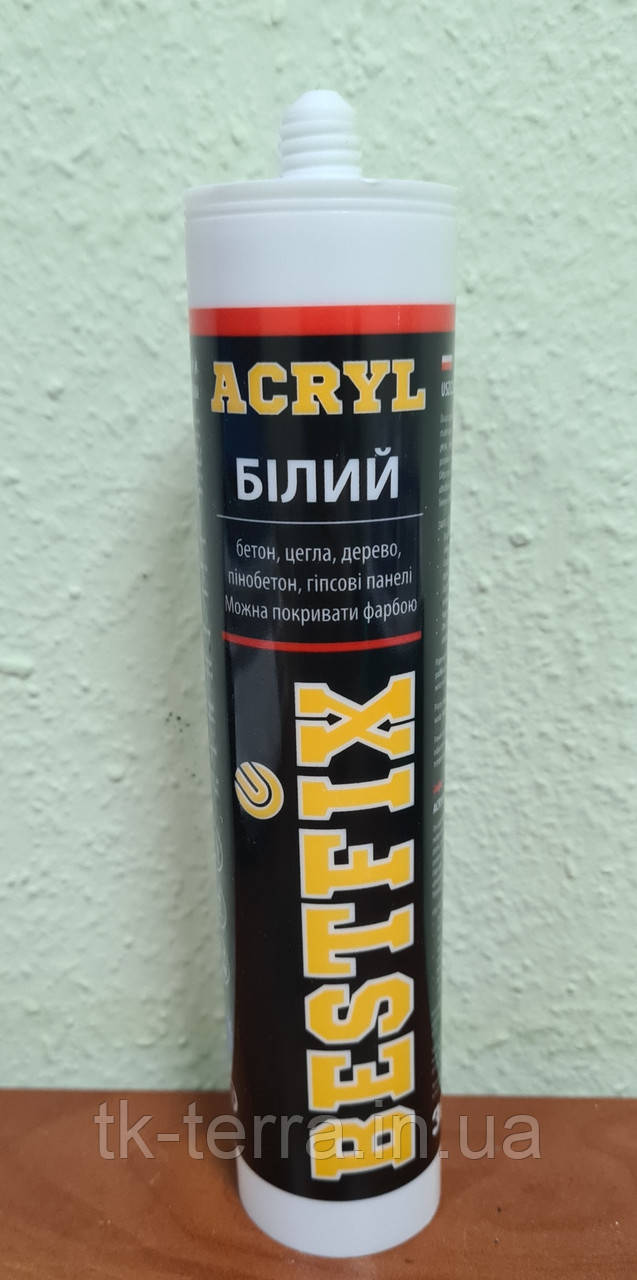 ACRYL
БІЛИЙ
бетон, цегла, дерево,
пінобетон, гіпсові панелі
Можна покривати фарбою
BESTFIX
tk-terra.in.ua